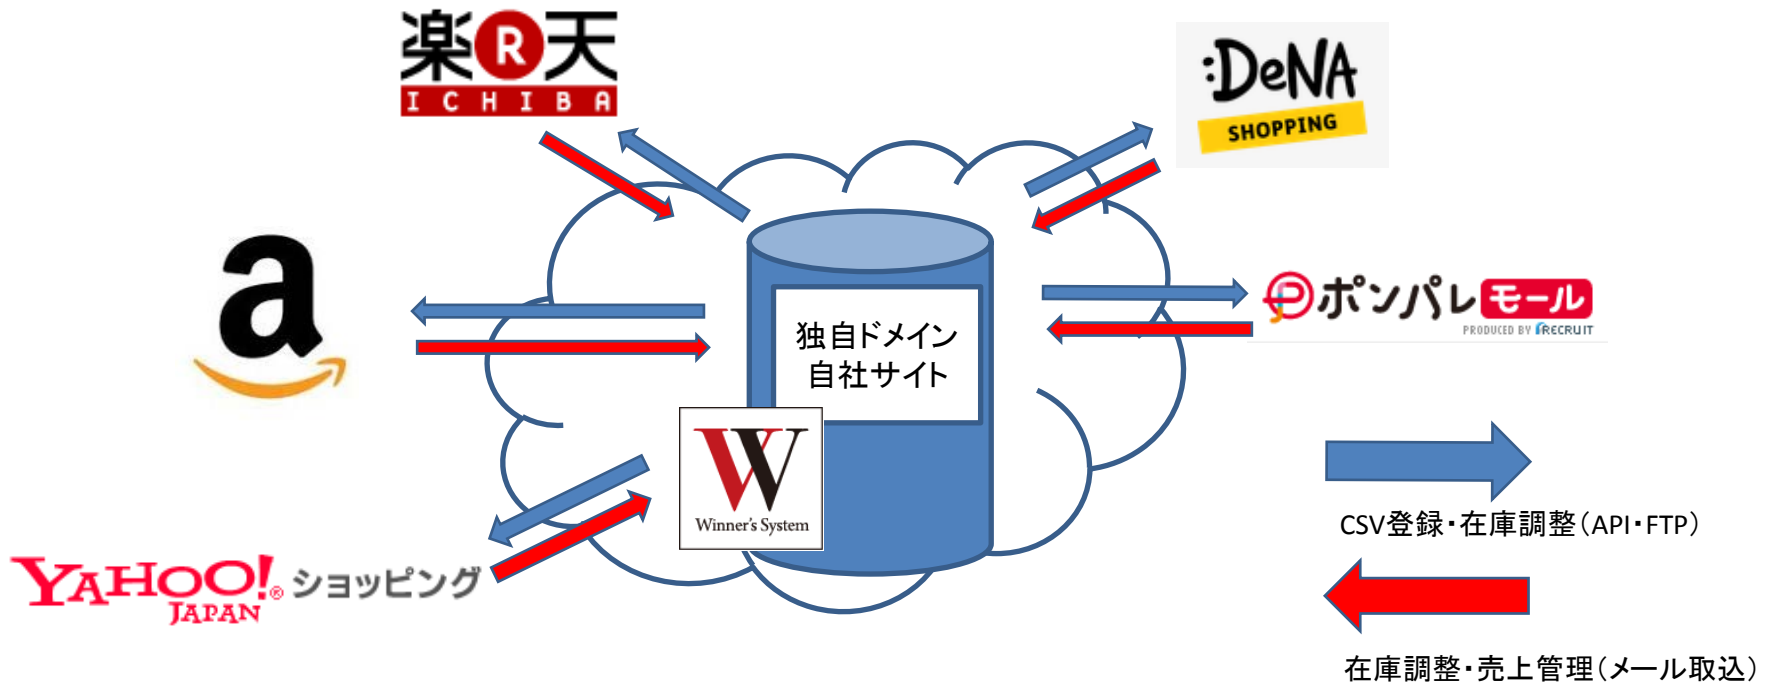 楽R天
ICHIBA
:DeNA
SHOPPING
a
ポンパレモール
PRODUCED BY RECRUIT
独自ドメイン
自社サイト
W
Winner's System
YAHOO!® ショッピング
JAPAN
CSV登録・在庫調整（API・FTP）
在庫調整・売上管理（メール取込）